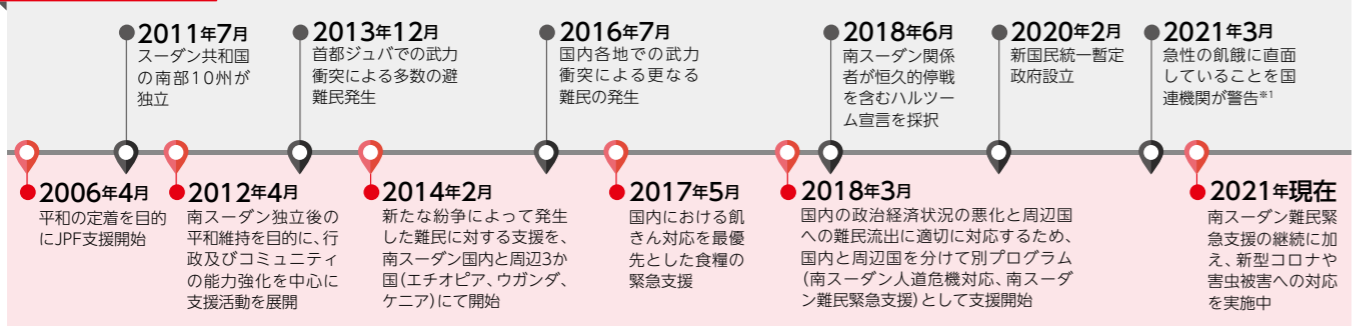 2011年7月
スーダン共和国
の南部10州が
独立
2013年12月
首都ジュバでの武力
衝突による多数の避
難民発生
2016年7月
国内各地での武力
衝突による更なる
難民の発生
2018年6月
南スーダン関係
者が恒久的停戦
を含むハルツー
ム宣言を採択
2020年2月
新国民統一暫定
政府設立
2021年3月
急性の飢餓に直面
していることを国
連機関が警告※1
2006年4月
平和の定着を目的
にJPF支援開始
2012年4月
南スーダン独立後の
平和維持を目的に、行
政及びコミュニティ
の能力強化を中心に
支援活動を展開
2014年2月
新たな紛争によって発生
した難民に対する支援を、
南スーダン国内と周辺3か
国(エチオピア、ウガンダ、
ケニア)にて開始
2017年5月
国内における飢
きん対応を最優
先とした食糧の
緊急支援
2018年3月
国内の政治経済状況の悪化と周辺国
への難民流出に適切に対応するため、
国内と周辺国を分けて別プログラム
(南スーダン人道危機対応、南スーダ
ン難民緊急支援)として支援開始
2021年現在
南スーダン難民緊
急支援の継続に加
え、新型コロナや
害虫被害への対応
を実施中